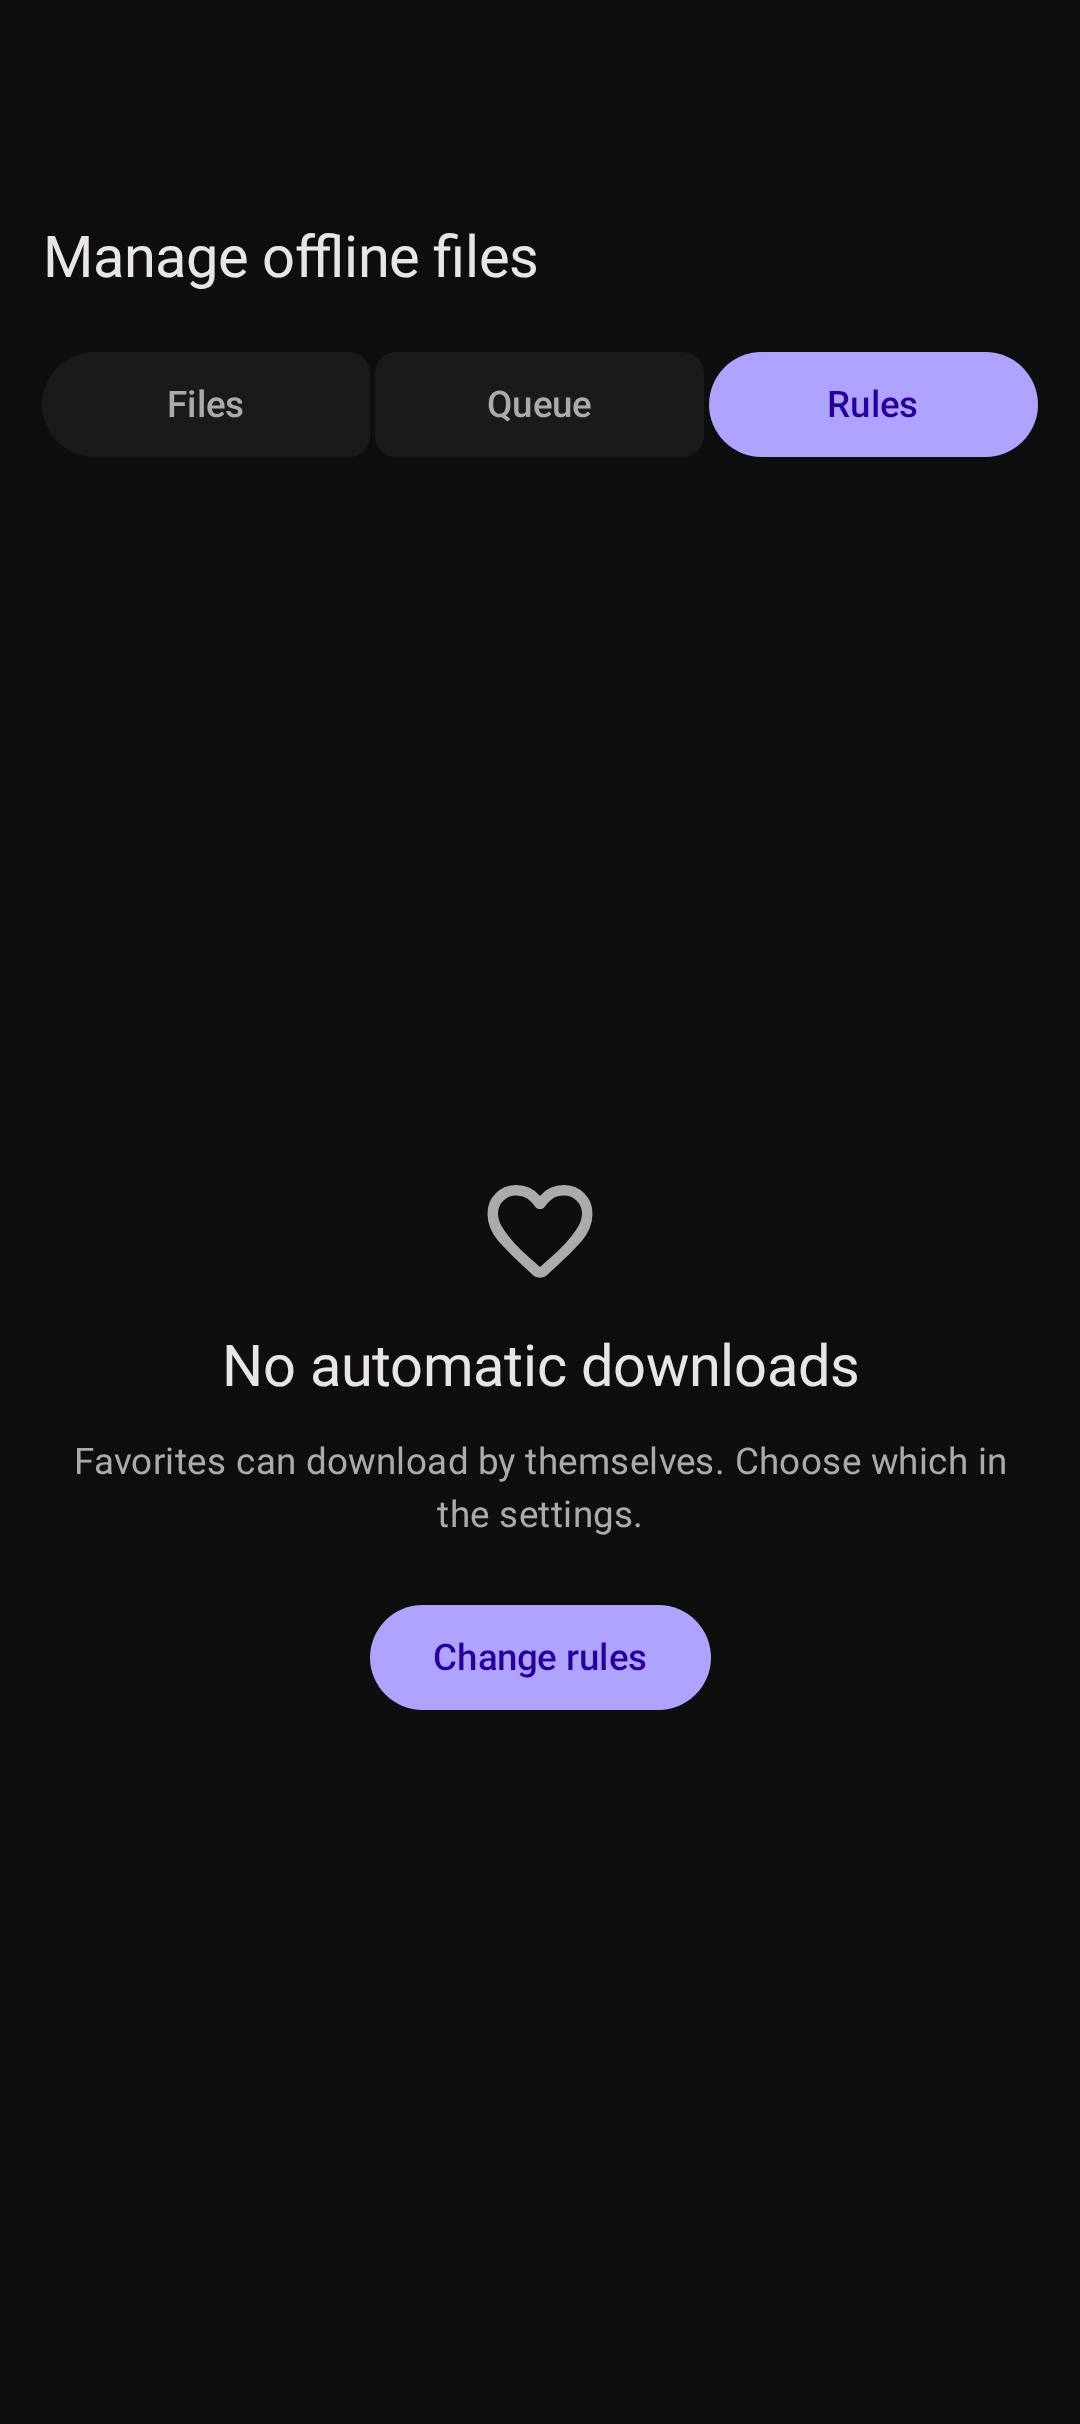 Manage offline files
Files
Queue
Rules
No automatic downloads
Favorites can download by themselves. Choose which in
the settings.
Change rules